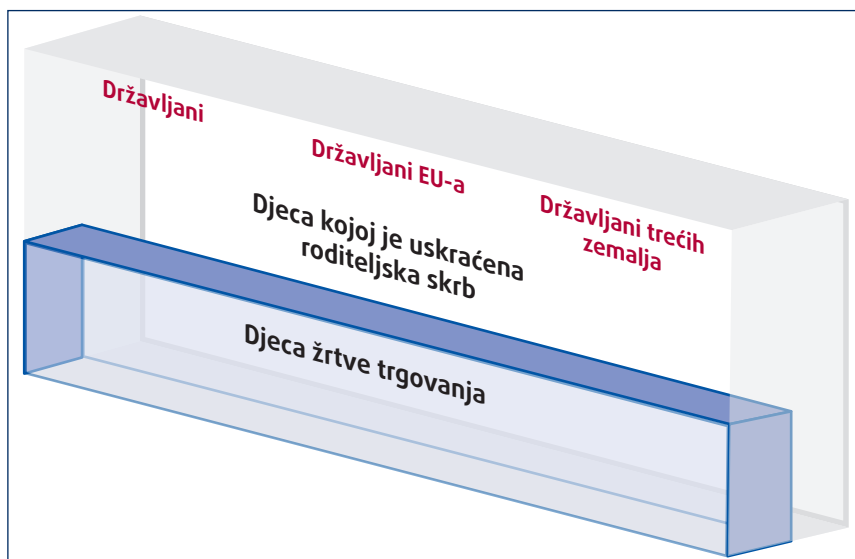 Državljani
Državljani EU-a
Državljani trećih
zemalja
Djeca kojoj je uskraćena
roditeljska skrb
Djeca žrtve trgovanja